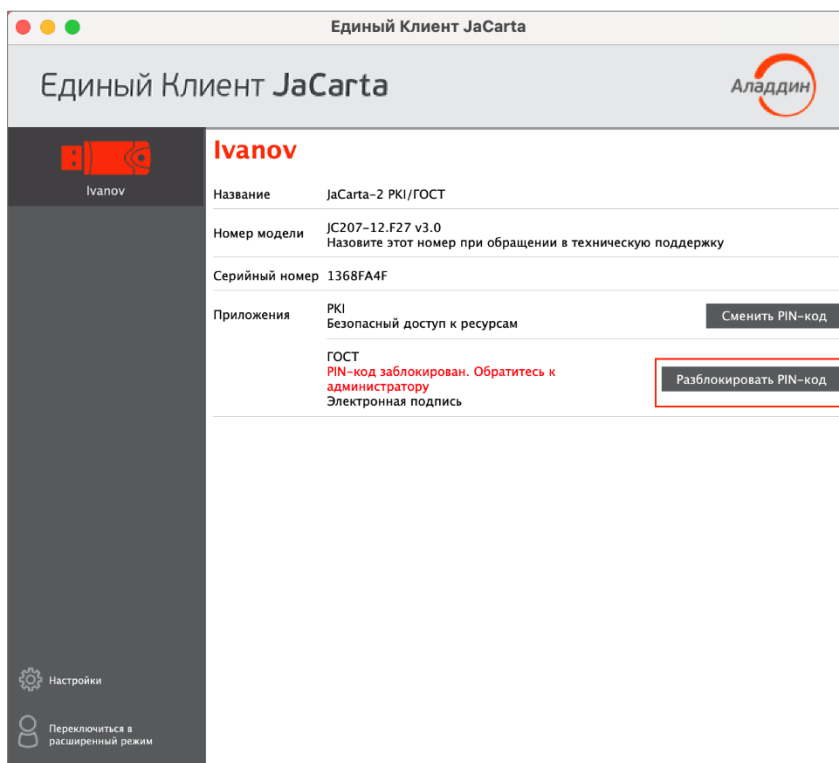 Единый Клиент JaCarta
Единый Клиент JaCarta
Аладдин
Ivanov
Ivanov
Название
JaCarta-2 PKI/ГОСТ
Номер модели
JC207-12.F27 v3.0
Назовите этот номер при обращении в техническую поддержку
Серийный номер
1368FA4F
Приложения
PKI
Безопасный доступ к ресурсам
Сменить PIN-код
ГОСТ
PIN-код заблокирован. Обратитесь к
администратору
Электронная подпись
Разблокировать PIN-код
Настройки
Переключиться в
расширенный режим